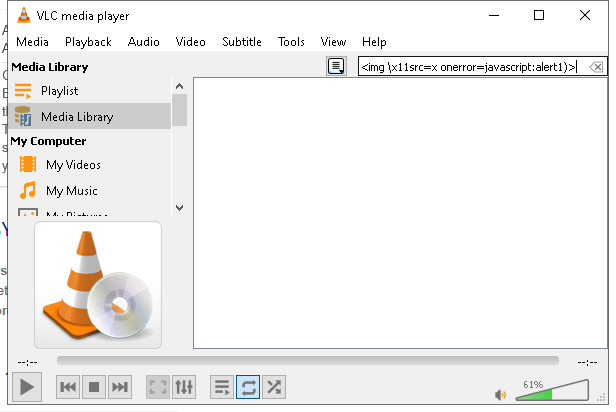 VLC media player
Media Playback Audio Video Subtitle Tools View Help
Media Library
<img \x11src=x onerror=javascript:alert1)>
Playlist
Media Library
My Computer
My Videos
My Music
My Pictures
--:--
--:--
61%